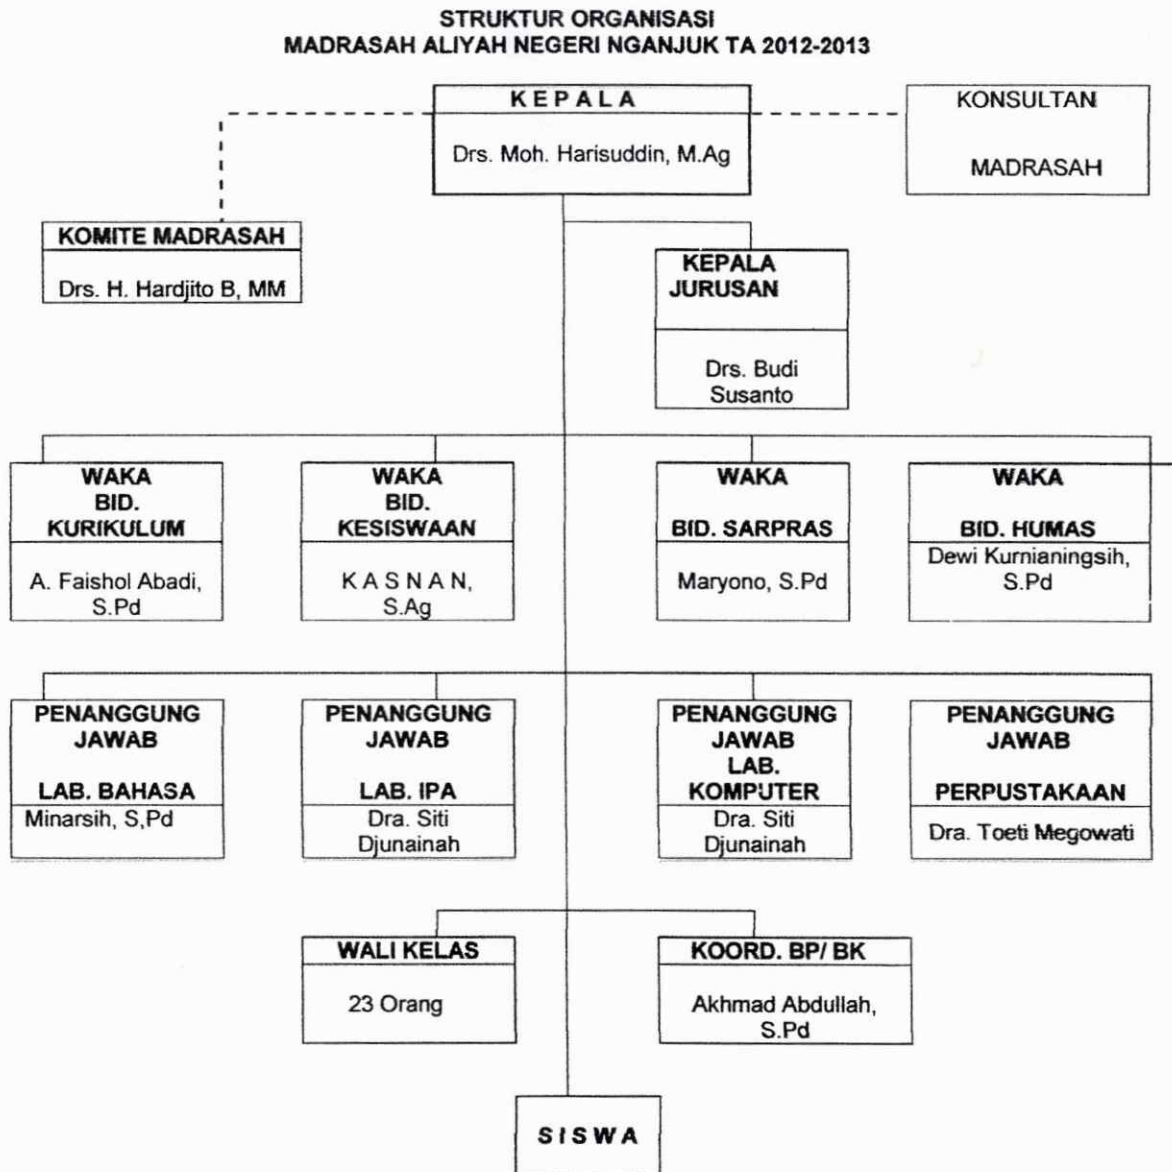 STRUKTUR ORGANISASI
MADRASAH ALIYAH NEGERI NGANJUK TA 2012-2013
K E P A L A
Drs. Moh. Harisuddin, M.Ag
KONSULTAN
MADRASAH
KOMITE MADRASAH
Drs. H. Hardjito B, MM
KEPALA
JURUSAN
Drs. Budi
Susanto
WAKA
BID.
KURIKULUM
A. Faishol Abadi,
S.Pd
WAKA
BID.
KESISWAAN
K A S N A N,
S.Ag
WAKA
BID. SARPRAS
Maryono, S.Pd
WAKA
BID. HUMAS
Dewi Kurnianingsih,
S.Pd
PENANGGUNG
JAWAB
LAB. BAHASA
Minarsih, S,Pd
PENANGGUNG
JAWAB
LAB. IPA
Dra. Siti
Djunainah
PENANGGUNG
JAWAB
LAB.
KOMPUTER
Dra. Siti
Djunainah
PENANGGUNG
JAWAB
PERPUSTAKAAN
Dra. Toeti Megowati
WALI KELAS
23 Orang
KOORD. BP/ BK
Akhmad Abdullah,
S.Pd
S I S W A